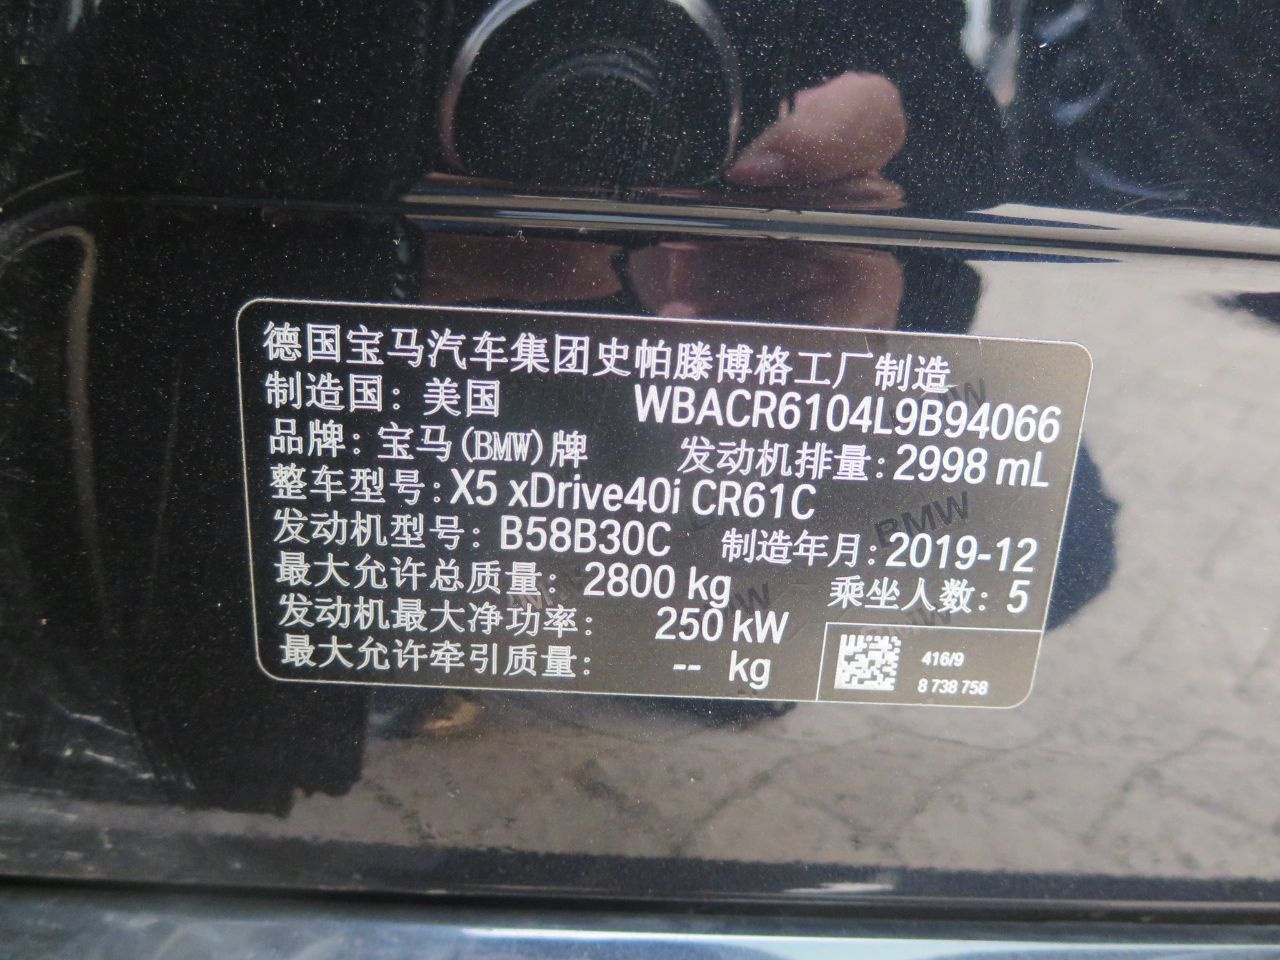 德国宝马汽车集团史帕滕博格工厂制造
制造国：美国 WBACR6104L9B94066
品牌：宝马(BMW)牌 发动机排量：2998 mL
整车型号：X5 xDrive40i CR61C
发动机型号：B58B30C 制造年月：2019-12
最大允许总质量：2800 kg 乘坐人数：5
发动机最大净功率：250 kW
最大允许牵引质量：-- kg
416/9
8 738 758